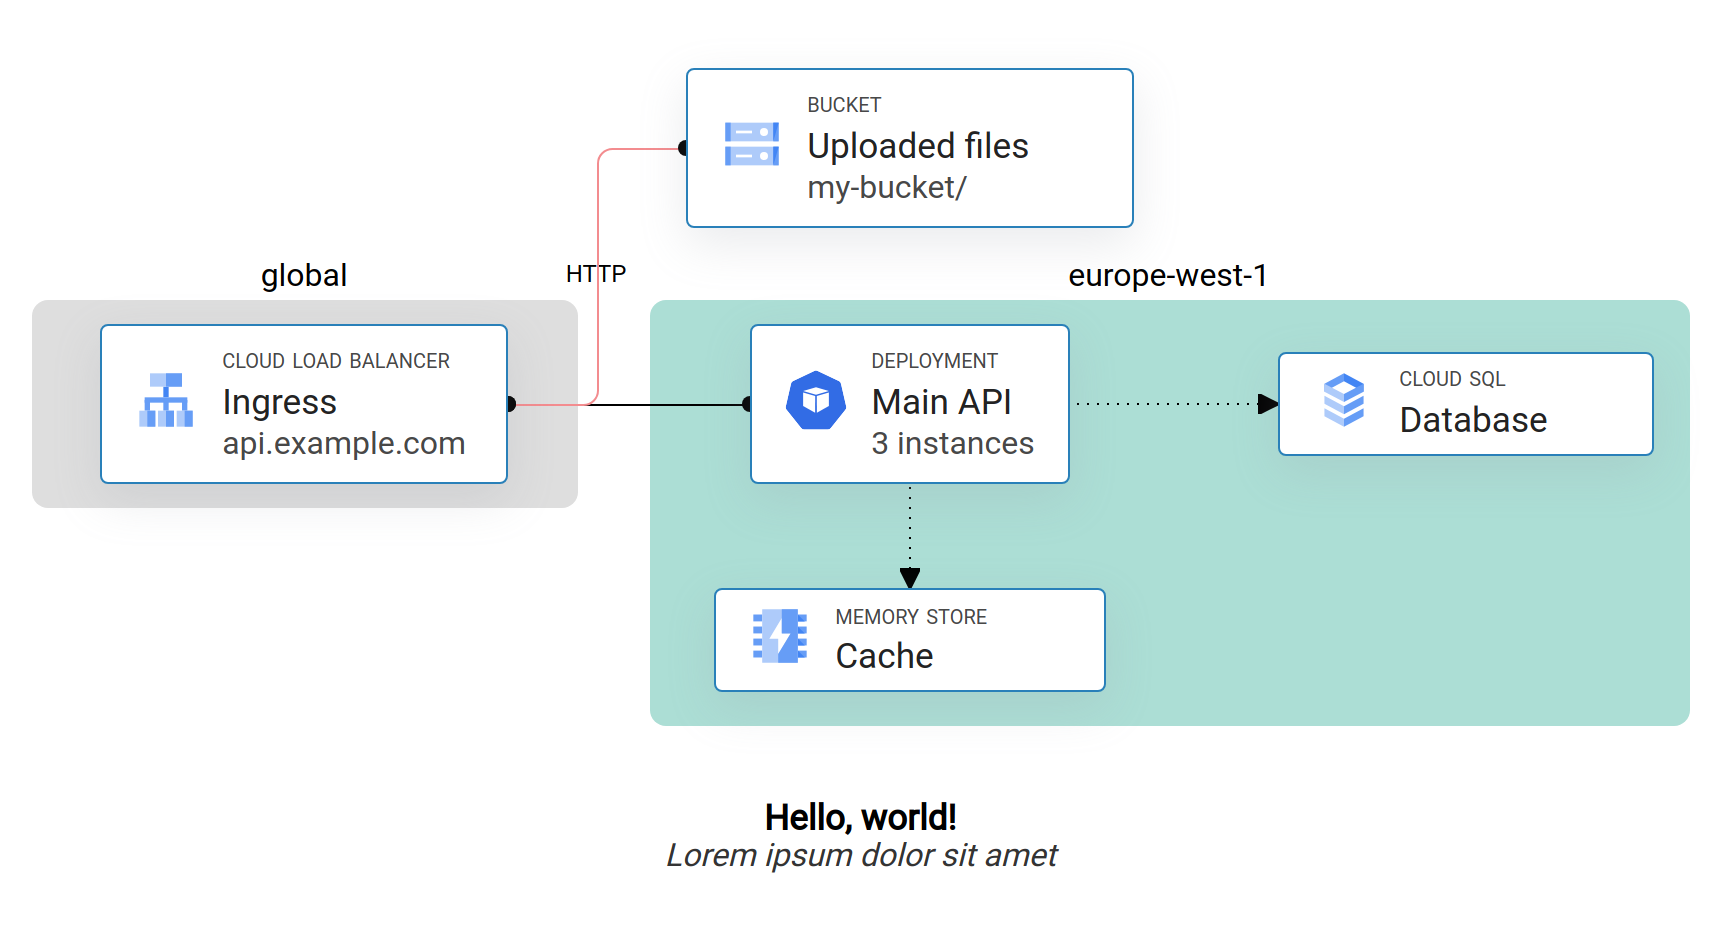 BUCKET
Uploaded files
my-bucket/
global
HTTP
europe-west-1
CLOUD LOAD BALANCER
Ingress
api.example.com
DEPLOYMENT
Main API
3 instances
CLOUD SQL
Database
MEMORY STORE
Cache
Hello, world!
Lorem ipsum dolor sit amet